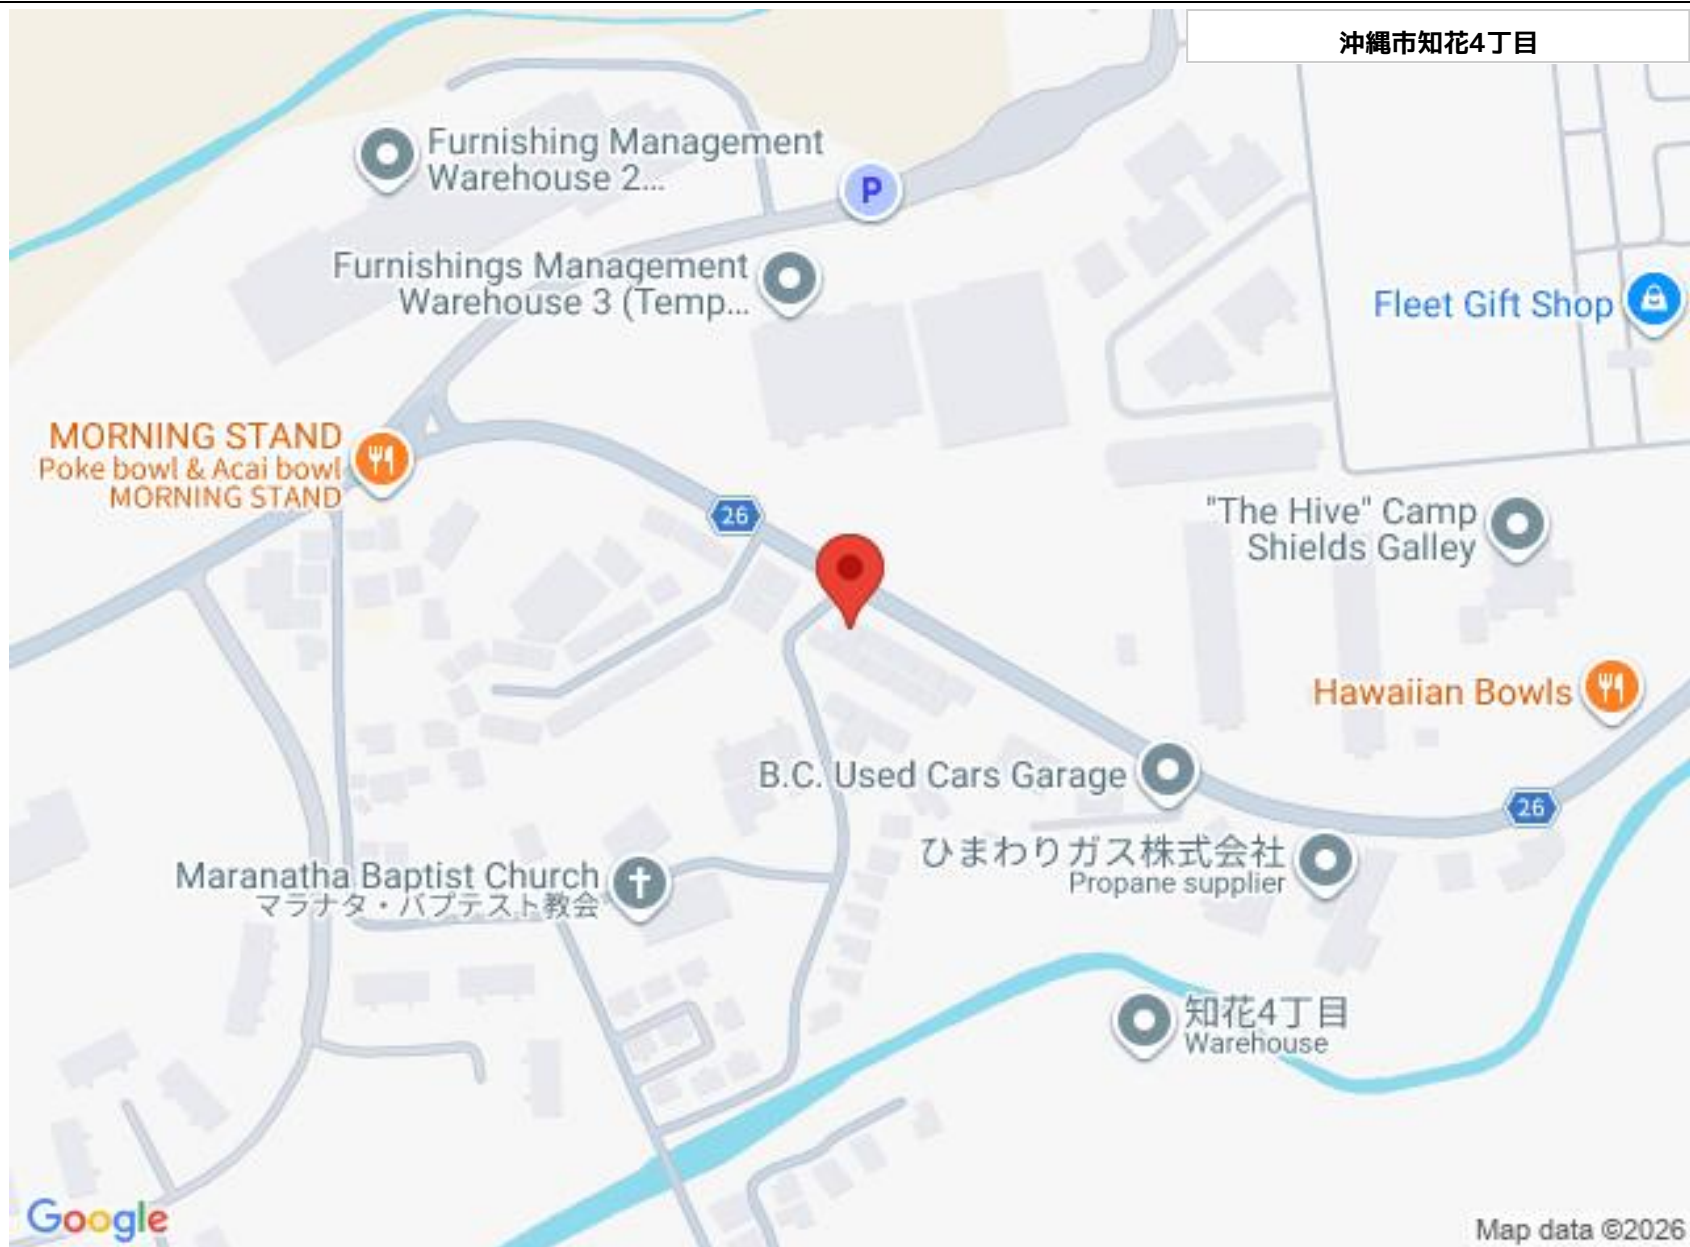 沖縄市知花4丁目
Furnishing Management
Warehouse 2...
P
Furnishings Management
Warehouse 3 (Temp...
Fleet Gift Shop
MORNING STAND
Poke bowl & Acai bowl
MORNING STAND
26
"The Hive" Camp
Shields Galley
Hawaiian Bowls
B.C. Used Cars Garage
26
ひまわりガス株式会社
Propane supplier
Maranatha Baptist Church
マラナタ・バプテスト教会
知花4丁目
Warehouse
Google
Map data ©2026